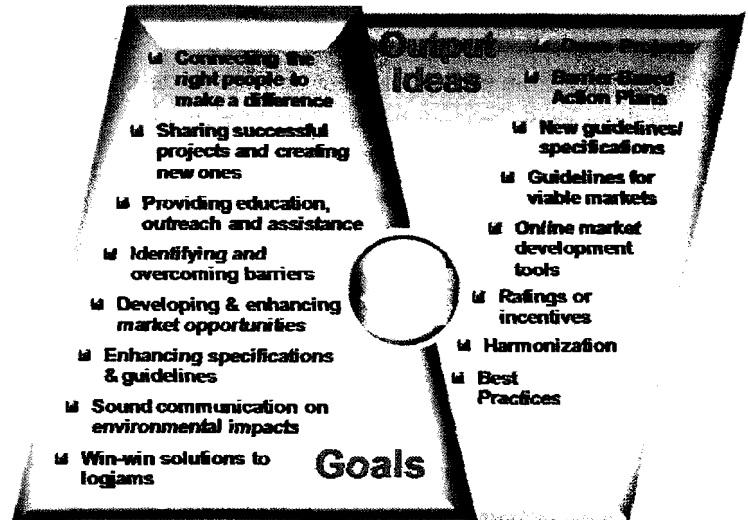 Connecting the
right people to
make a difference
Sharing successful
projects and creating
new ones
Providing education,
outreach and assistance
Identifying and
overcoming barriers
Developing & enhancing
market opportunities
Enhancing specifications
& guidelines
Sound communication on
environmental impacts
Win-win solutions to
logjams
Goals
Output
Ideas
Projects
Barrier-Based
Action Plans
New guidelines/
specifications
Guidelines for
viable markets
Online market
development
tools
Ratings or
incentives
Harmonization
Best
Practices